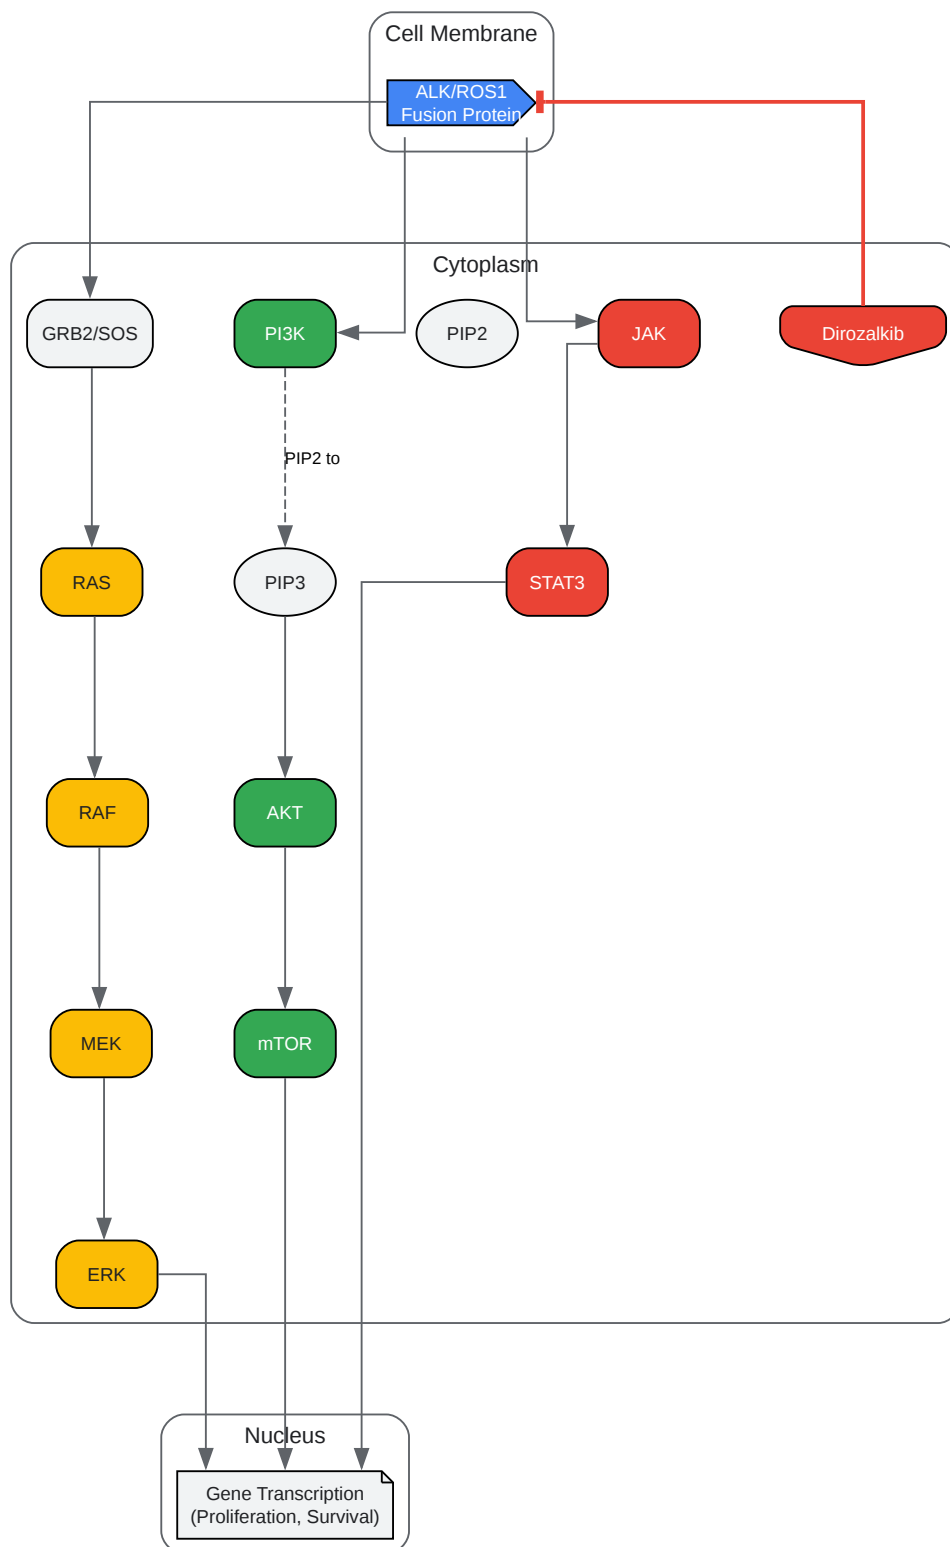 Cell Membrane
ALK/ROS1
Fusion Protein
Cytoplasm
GRB2/SOS
PI3K
PIP2
JAK
Dirozalkib
PIP2 to
RAS
PIP3
STAT3
RAF
AKT
MEK
mTOR
ERK
Nucleus
Gene Transcription
(Proliferation, Survival)